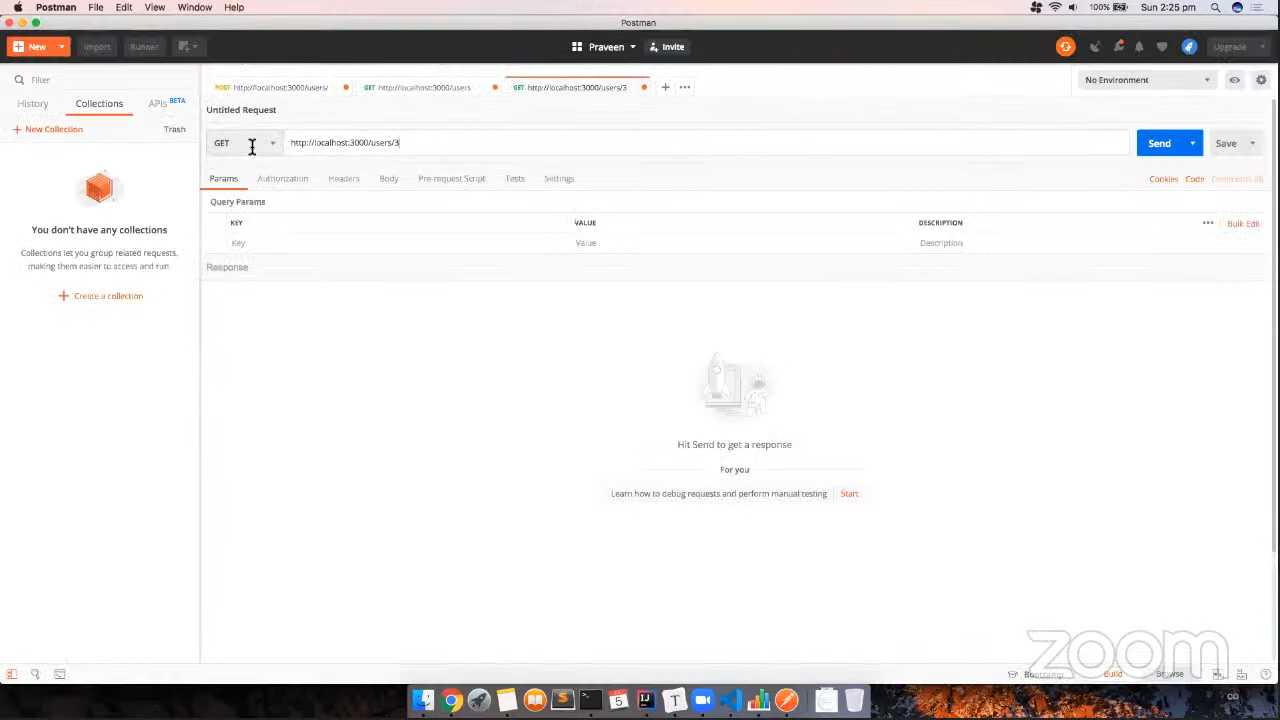 Postman File Edit View Window Help 100% Sun 2:25 pm
Postman
New Import Runner Praveen Invite Upgrade
Filter
POST http://localhost:3000/users/ GET http://localhost:3000/users GET http://localhost:3000/users/3 No Environment
History Collections APIs BETA
Untitled Request
New Collection Trash
GET http://localhost:3000/users/3 Send Save
Params Authorization Headers Body Pre-request Script Tests Settings Cookies Code Comments (0)
Query Params
KEY VALUE DESCRIPTION Bulk Edit
Key Value Description
You don't have any collections
Collections let you group related requests,
making them easier to access and run.
Create a collection
Response
Hit Send to get a response
For you
Learn how to debug requests and perform manual testing Start
zoom
Bootcamp Build Browse
5